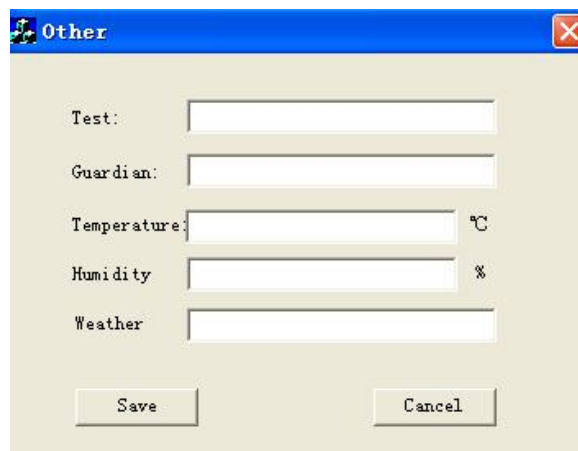 Other
Test:
Guardian:
Temperature: ℃
Humidity %
Weather
Save Cancel